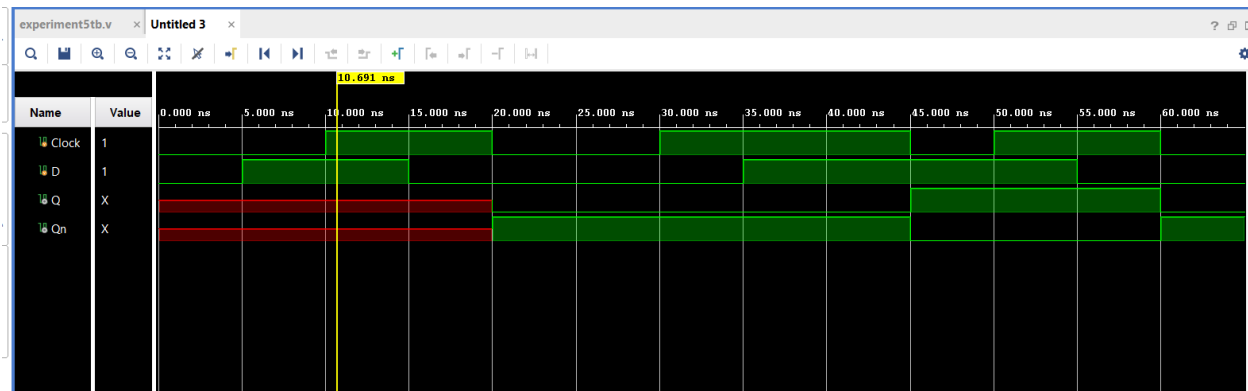 experiment5tb.v × Untitled 3 ×
?
10.691 ns
Name Value 0.000 ns 5.000 ns 10.000 ns 15.000 ns 20.000 ns 25.000 ns 30.000 ns 35.000 ns 40.000 ns 45.000 ns 50.000 ns 55.000 ns 60.000 ns
Clock 1
D 1
Q X
Qn X